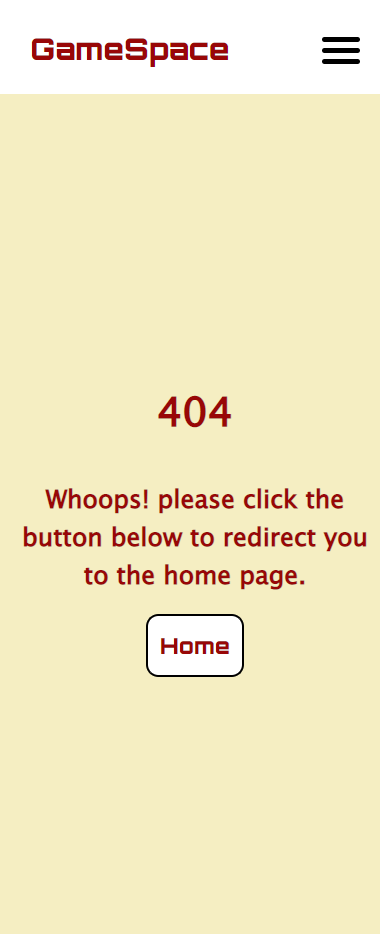 GameSpace
404
Whoops! please click the
button below to redirect you
to the home page.
Home